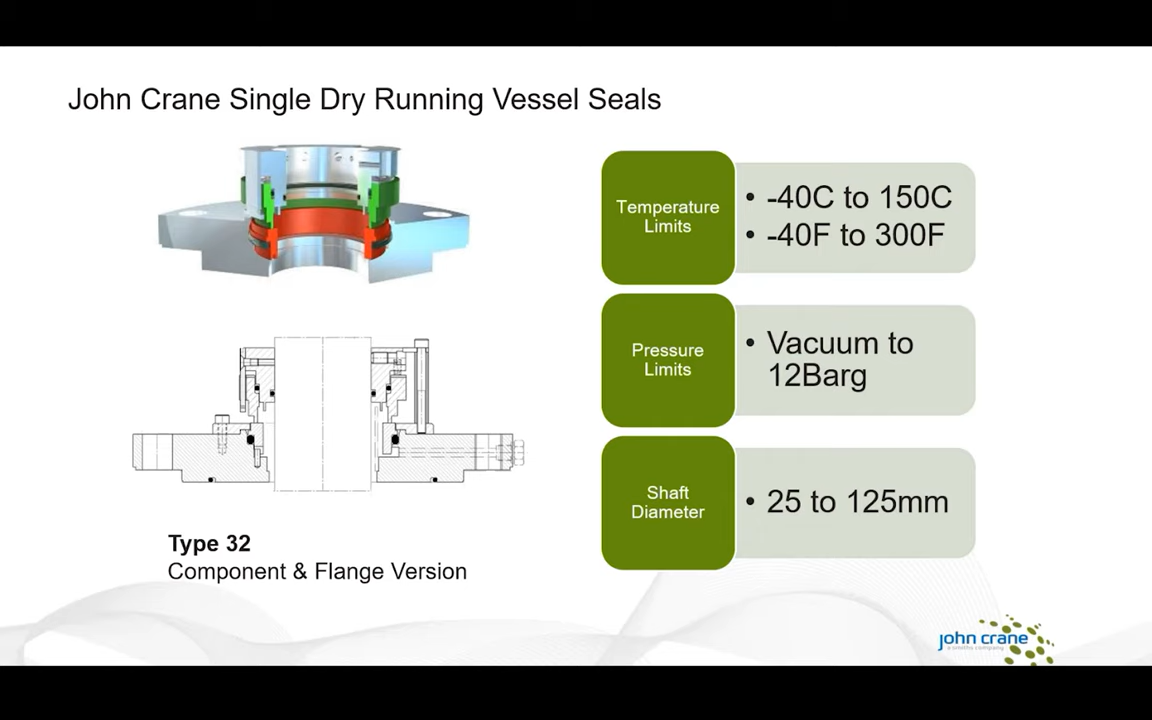 John Crane Single Dry Running Vessel Seals
Temperature
Limits
• -40C to 150C
• -40F to 300F
Pressure
Limits
• Vacuum to
12Barg
Shaft
Diameter
• 25 to 125mm
Type 32
Component & Flange Version
john crane
a smiths company